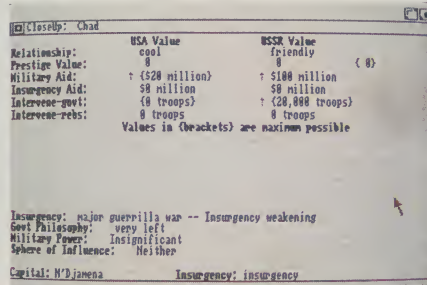 CloseUp: Chad
USA Value USSR Value
Relationship: cool friendly
Prestige Value: 0 0 { 0}
Military Aid: ↑ {$20 million} ↑ $100 million
Insurgency Aid: $0 million $0 million
Intervene-govt: {0 troops} ↑ {20,000 troops}
Intervene-rebs: 0 troops 0 troops
Values in {brackets} are maximum possible
Insurgency: major guerrilla war -- Insurgency weakening
Govt Philosophy: very left
Military Power: Insignificant
Sphere of Influence: Neither
Capital: N'Djamena Insurgency: insurgency